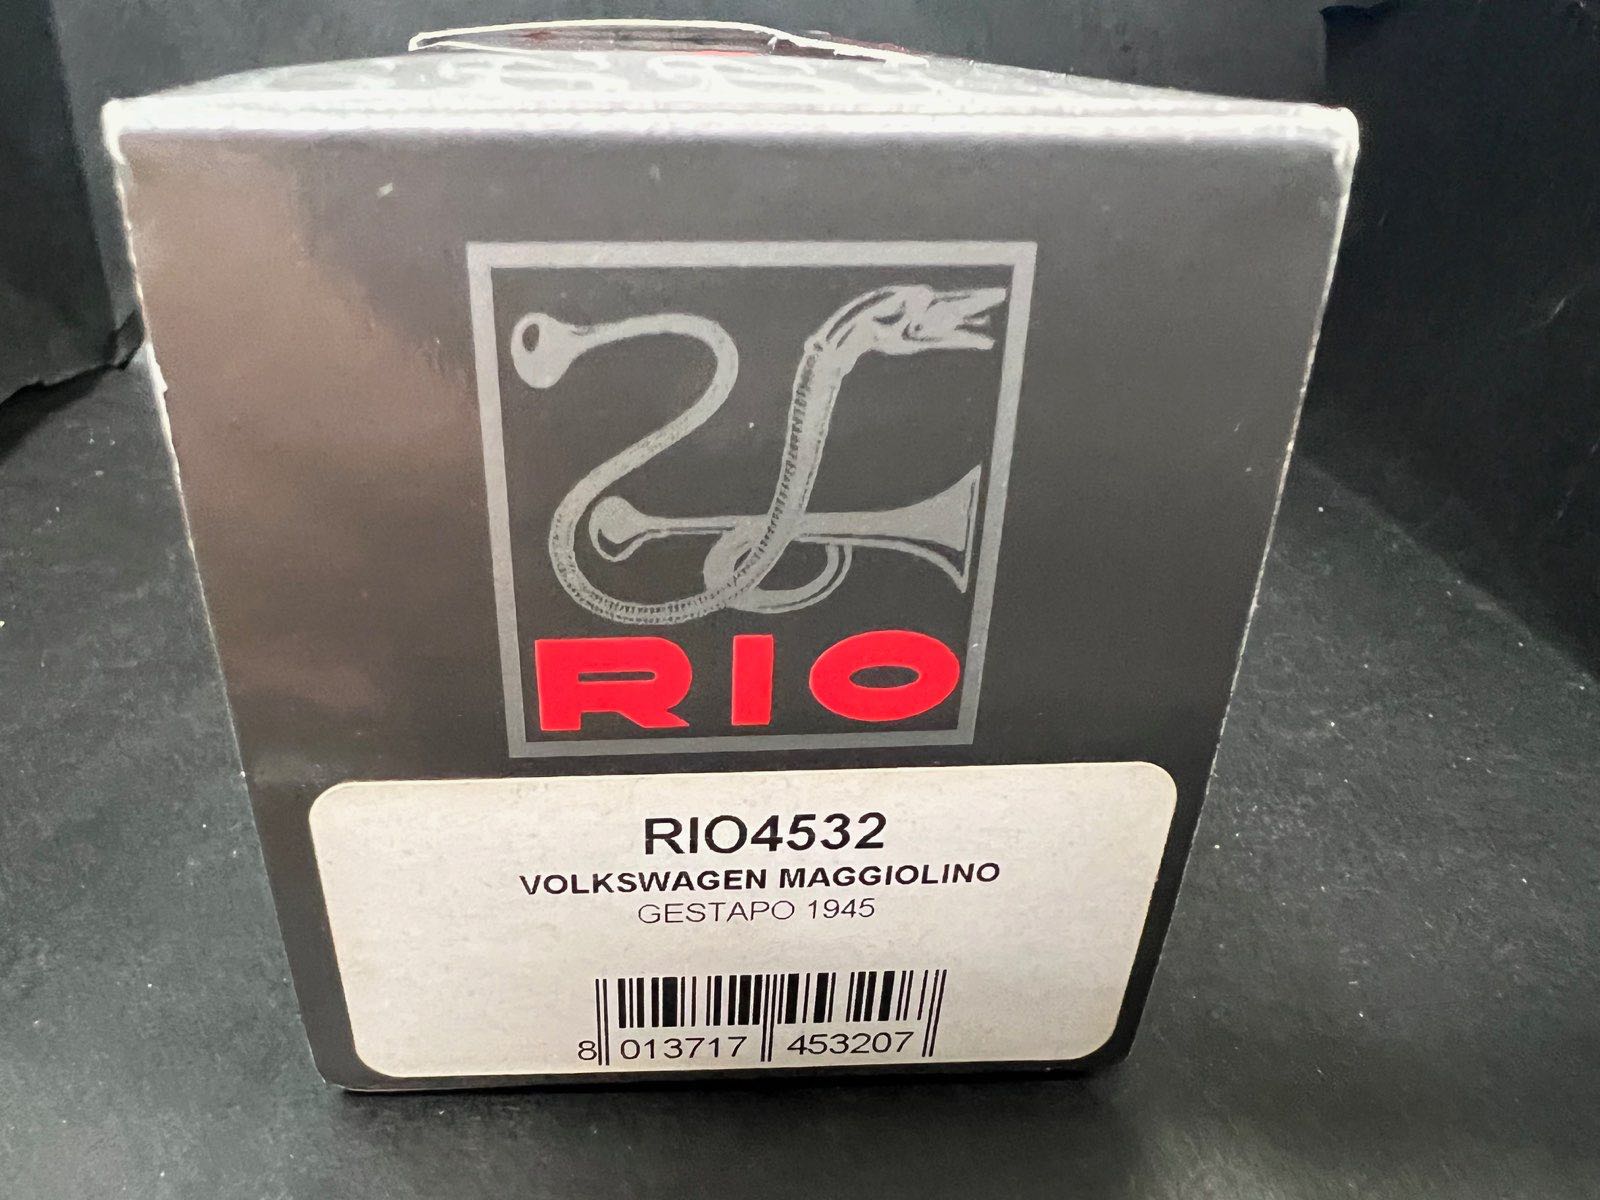 RIO
RIO4532
VOLKSWAGEN MAGGIOLINO
GESTAPO 1945
8 013717 453207